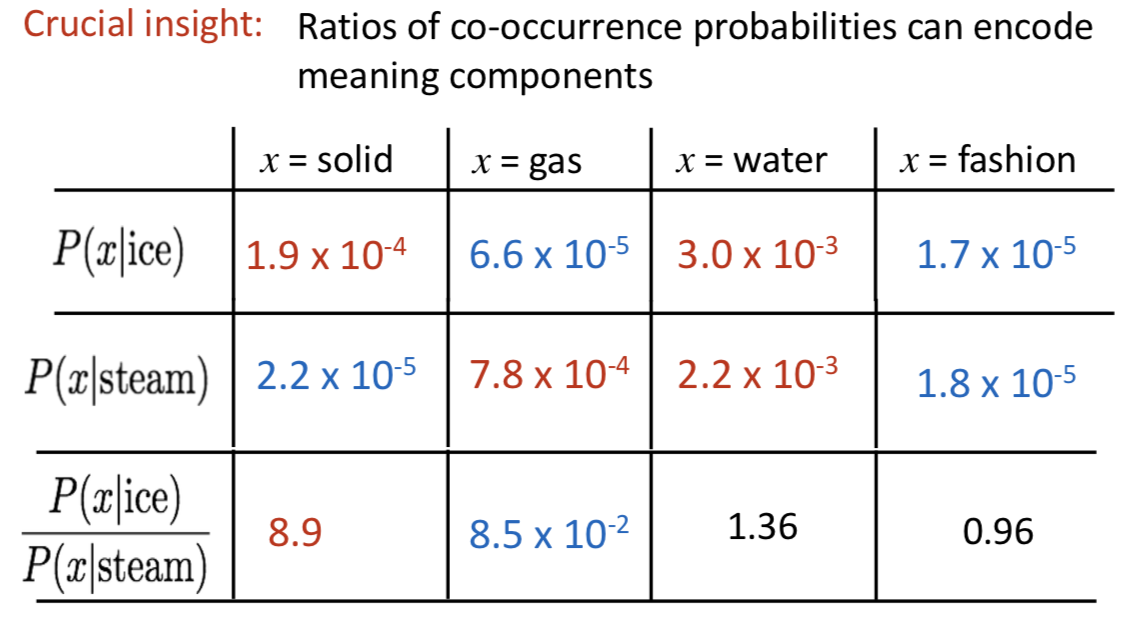 Crucial insight: Ratios of co-occurrence probabilities can encode
meaning components
x = solid x = gas x = water x = fashion
P(x|ice) 1.9 x 10⁻⁴ 6.6 x 10⁻⁵ 3.0 x 10⁻³ 1.7 x 10⁻⁵
P(x|steam) 2.2 x 10⁻⁵ 7.8 x 10⁻⁴ 2.2 x 10⁻³ 1.8 x 10⁻⁵
P(x|ice)
P(x|steam) 8.9 8.5 x 10⁻² 1.36 0.96